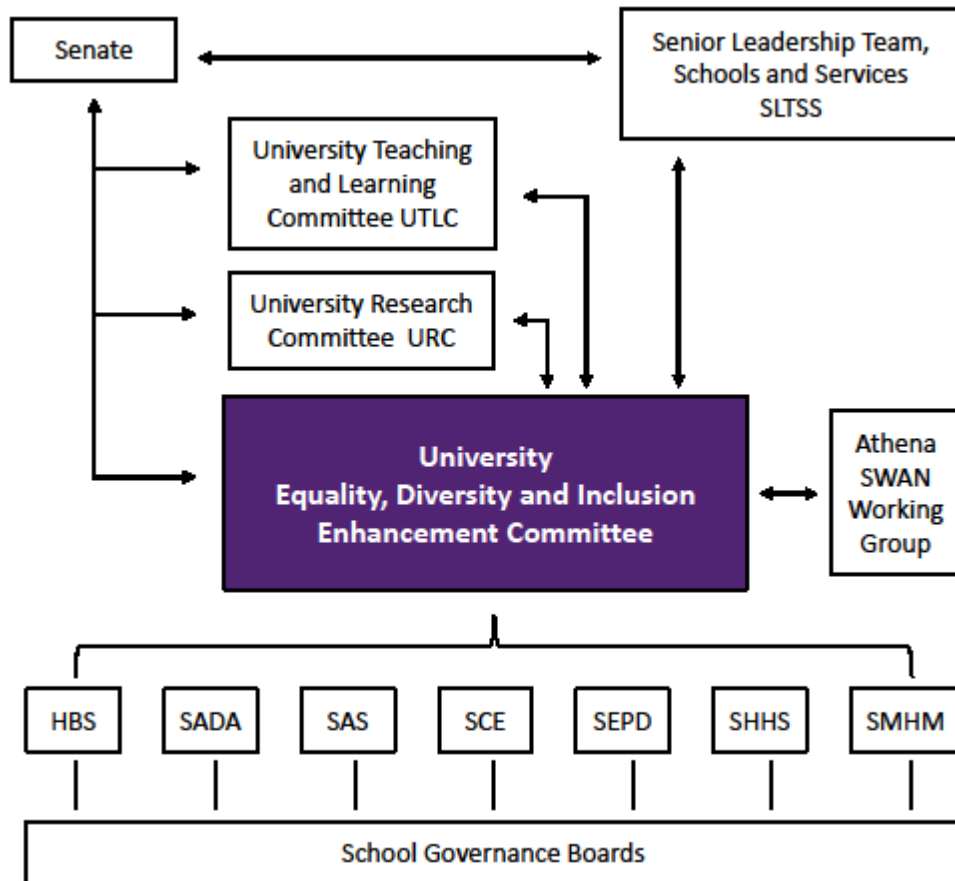 Senate
Senior Leadership Team,
Schools and Services
SLTSS
University Teaching
and Learning
Committee UTLC
University Research
Committee  URC
University
Equality, Diversity and Inclusion
Enhancement Committee
Athena
SWAN
Working
Group
HBS
SADA
SAS
SCE
SEPD
SHHS
SMHM
School Governance Boards